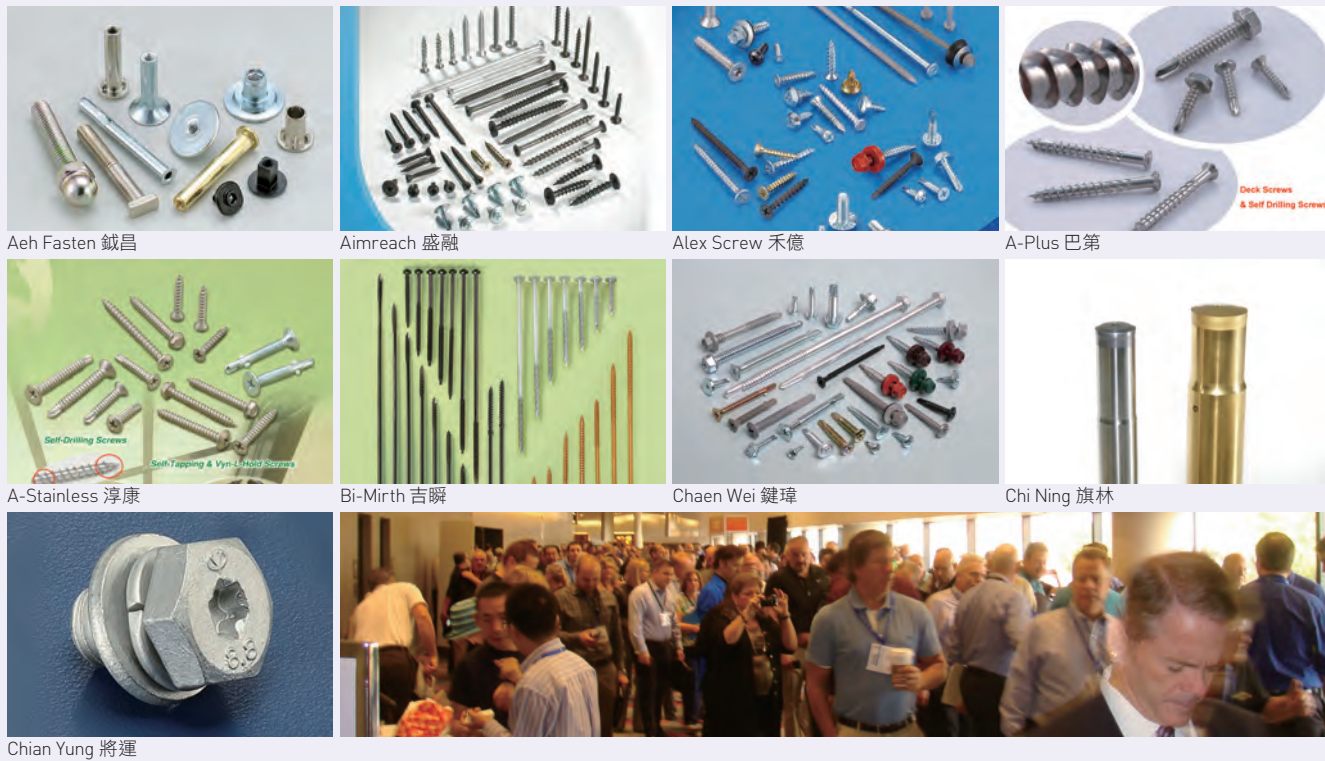 Deck Screws
& Self Drilling Screws
Aeh Fasten 鉞昌
Aimreach 盛融
Alex Screw 禾億
A-Plus 巴第
Self-Drilling Screws
Self-Tapping & Vyn-L-Hold Screws
A-Stainless 淳康
Bi-Mirth 吉瞬
Chaen Wei 鍵瑋
Chi Ning 旗林
8.8
Chian Yung 將運